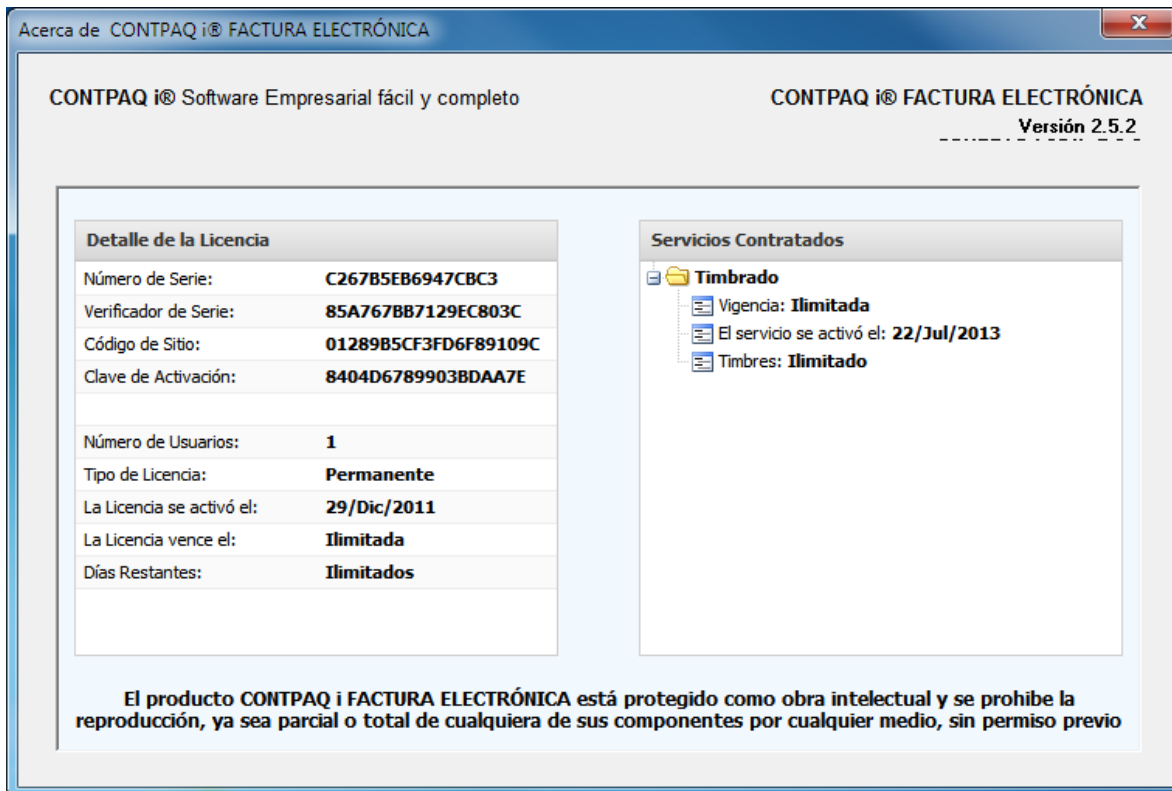 Acerca de CONTPAQ i® FACTURA ELECTRÓNICA
CONTPAQ i® Software Empresarial fácil y completo
CONTPAQ i® FACTURA ELECTRÓNICA
Versión 2.5.2
Detalle de la Licencia
Número de Serie: C267B5EB6947CBC3
Verificador de Serie: 85A767BB7129EC803C
Código de Sitio: 01289B5CF3FD6F89109C
Clave de Activación: 8404D6789903BDAA7E
Número de Usuarios: 1
Tipo de Licencia: Permanente
La Licencia se activó el: 29/Dic/2011
La Licencia vence el: Ilimitada
Días Restantes: Ilimitados
Servicios Contratados
Timbrado
Vigencia: Ilimitada
El servicio se activó el: 22/Jul/2013
Timbres: Ilimitado
El producto CONTPAQ i FACTURA ELECTRÓNICA está protegido como obra intelectual y se prohibe la
reproducción, ya sea parcial o total de cualquiera de sus componentes por cualquier medio, sin permiso previo